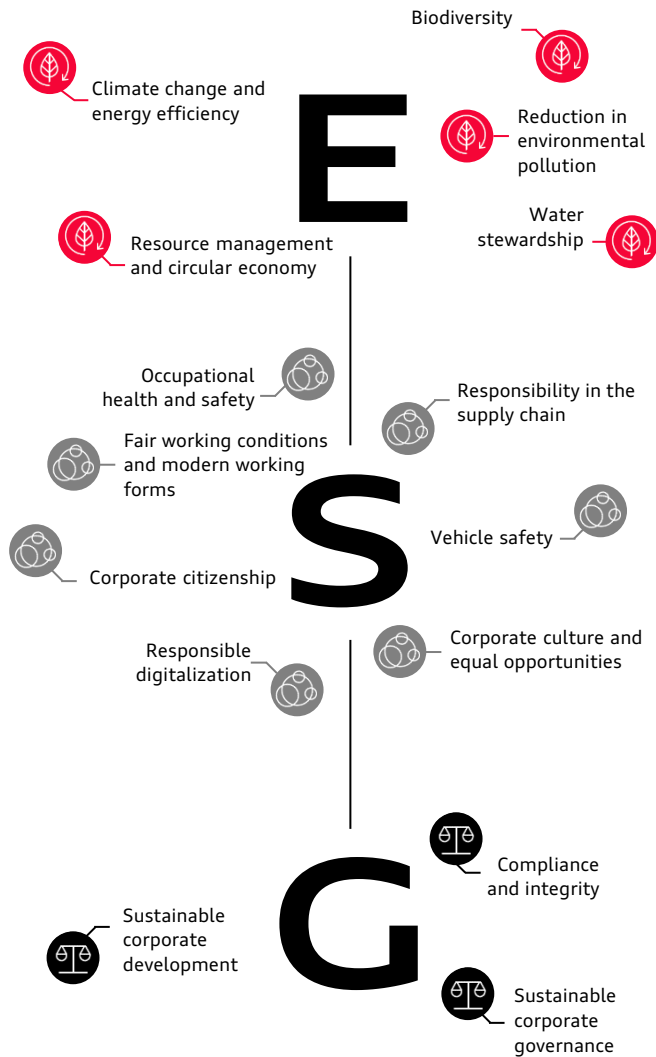 Biodiversity
Climate change and
energy efficiency
E
Reduction in
environmental
pollution
Water
stewardship
Resource management
and circular economy
Occupational
health and safety
Responsibility in the
supply chain
Fair working conditions
and modern working
forms
S
Vehicle safety
Corporate citizenship
Corporate culture and
equal opportunities
Responsible
digitalization
G
Compliance
and integrity
Sustainable
corporate
development
Sustainable
corporate
governance